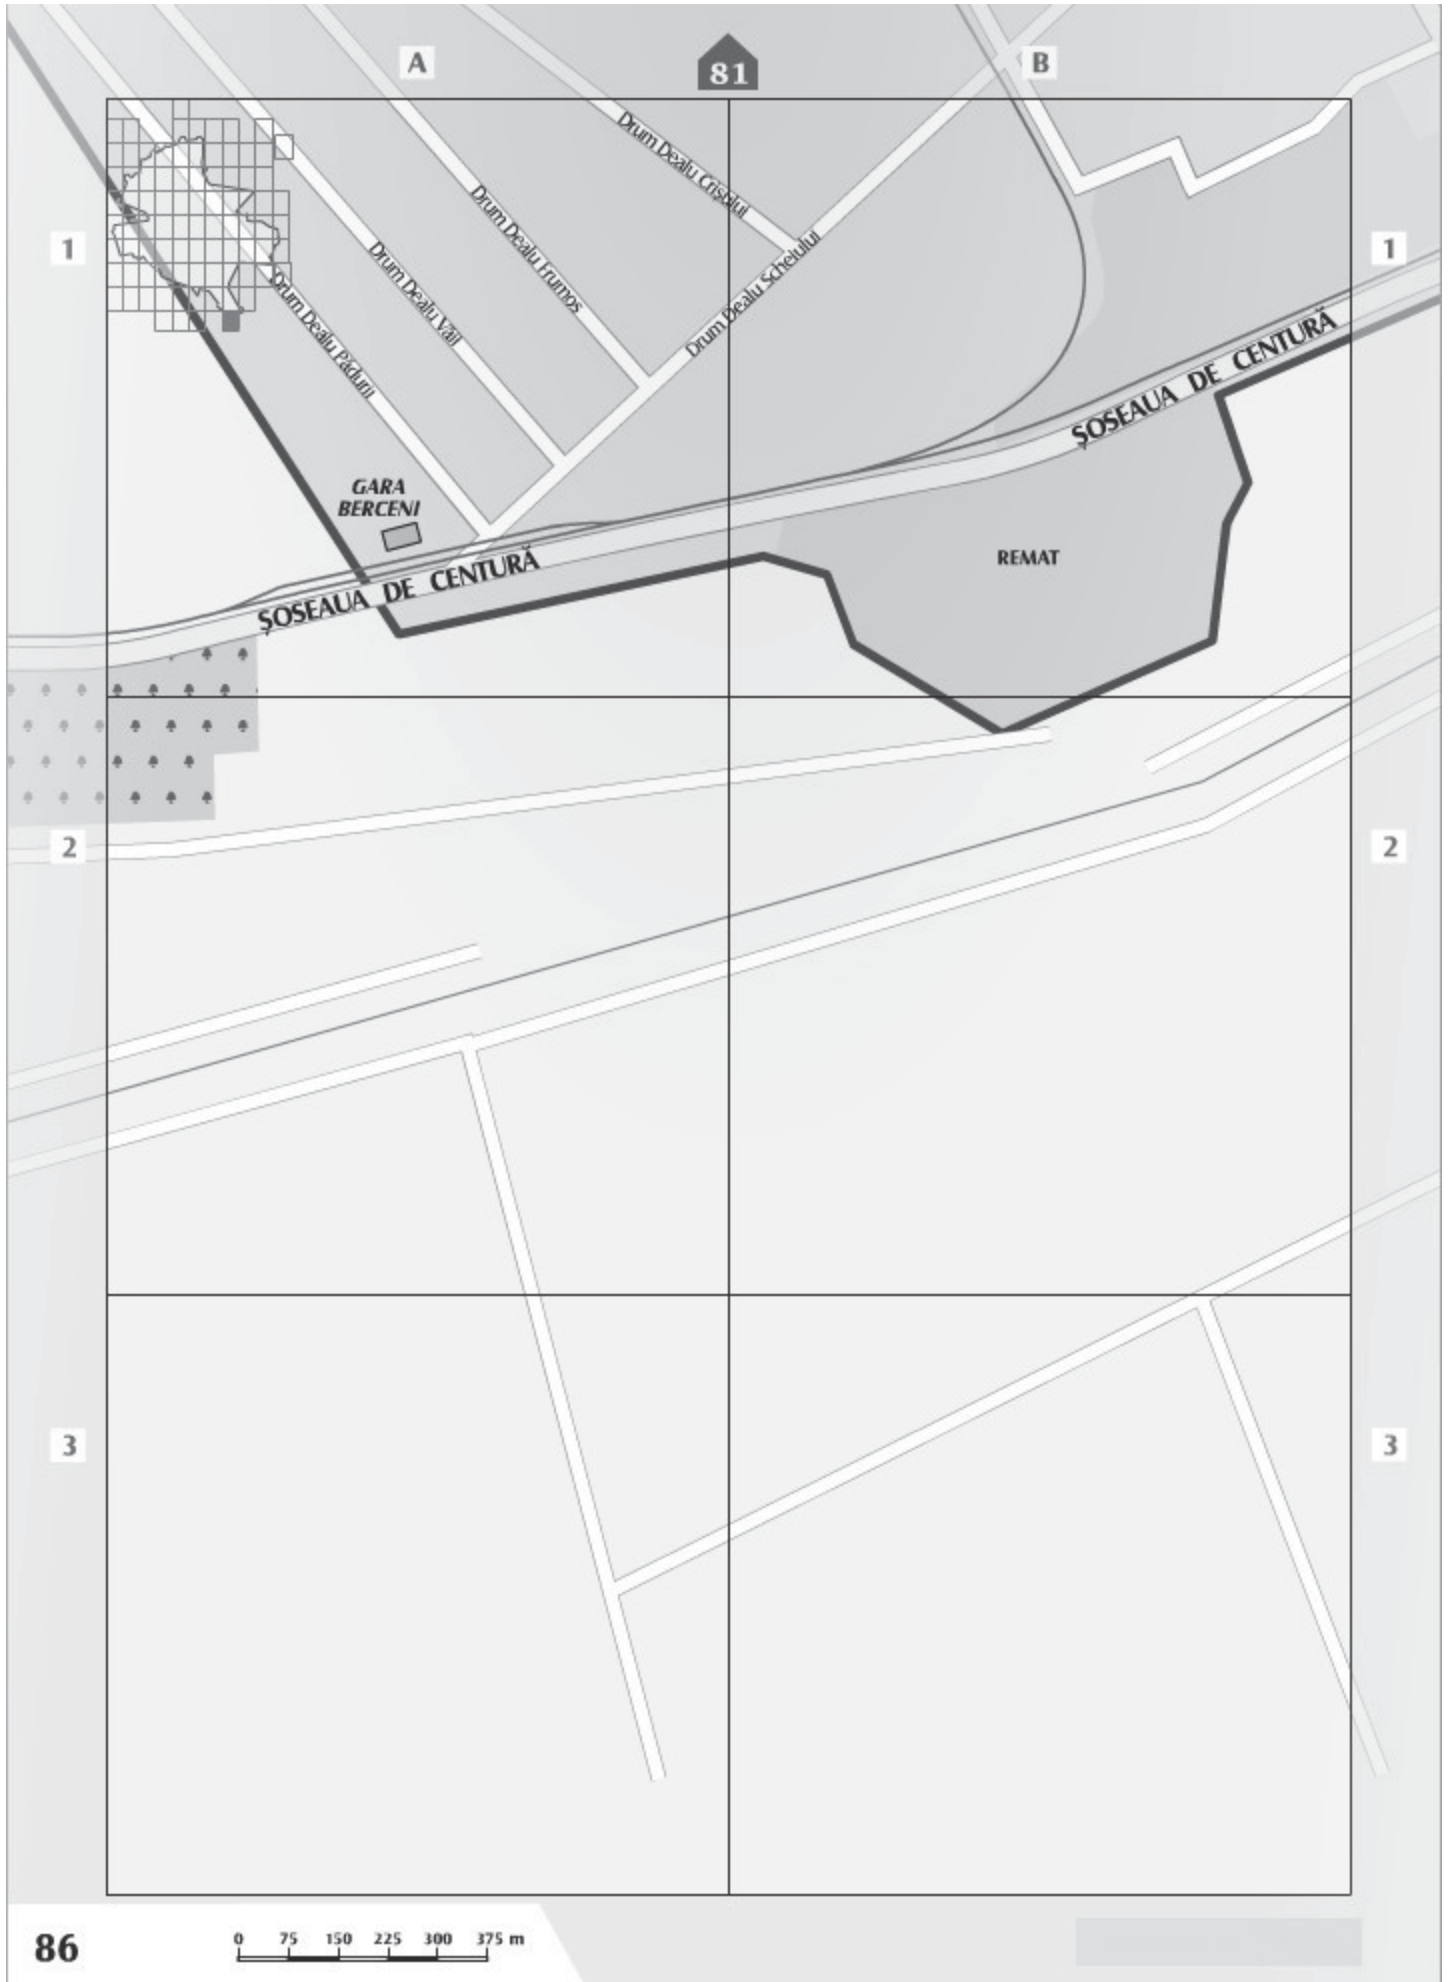 A
81
B
Drum Dealu Crişului
Drum Dealu Frumos
Drum Dealu Scheiului
Drum Dealu Văii
Drum Dealu Pădurii
1
1
ŞOSEAUA DE CENTURĂ
GARA
BERCENI
ŞOSEAUA DE CENTURĂ
REMAT
2
2
3
3
86
0 75 150 225 300 375 m